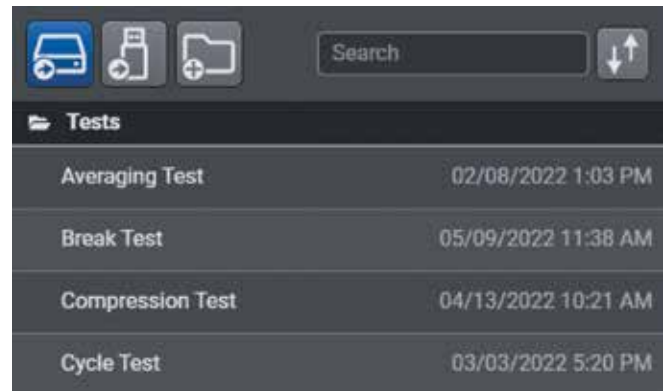 Search
Tests
Averaging Test 02/08/2022 1:03 PM
Break Test 05/09/2022 11:38 AM
Compression Test 04/13/2022 10:21 AM
Cycle Test 03/03/2022 5:20 PM